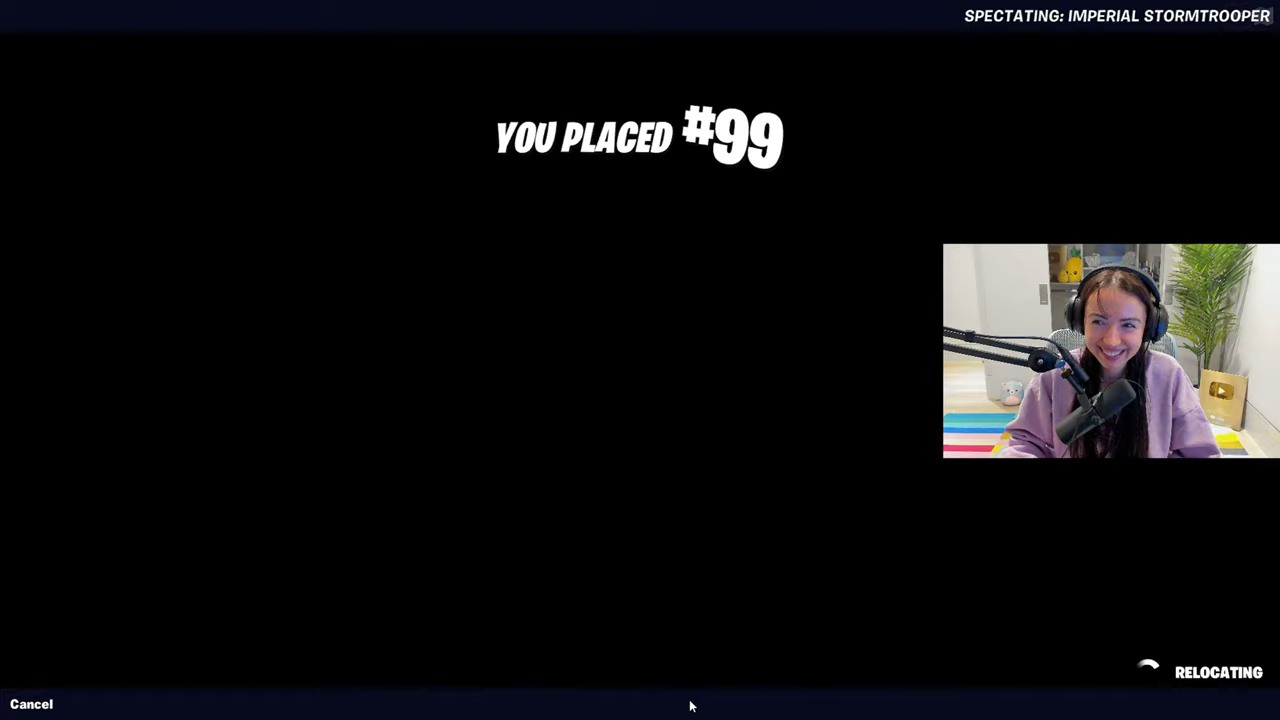 SPECTATING: IMPERIAL STORMTROOPER
YOU PLACED #99
RELOCATING
Cancel